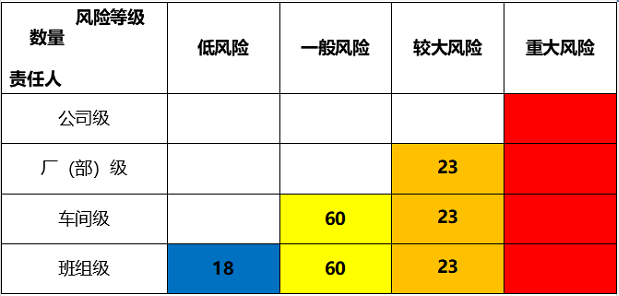 风险等级
数量
责任人
低风险
一般风险
较大风险
重大风险
公司级
厂（部）级
23
车间级
60
23
班组级
18
60
23